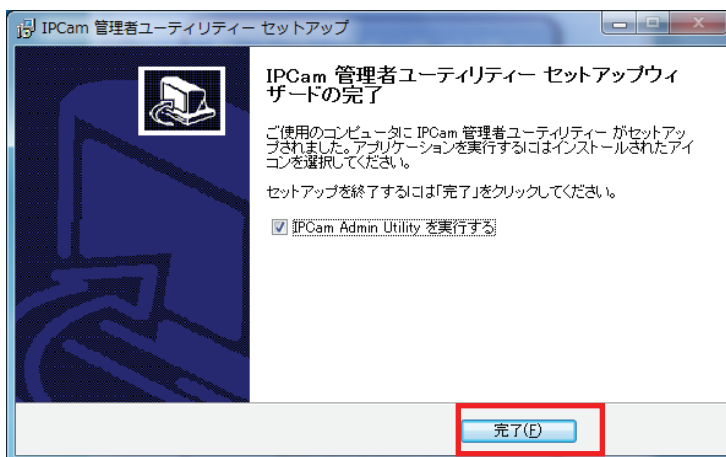 IPCam 管理者ユーティリティー セットアップ
IPCam 管理者ユーティリティー セットアップウィ
ザードの完了
ご使用のコンピュータに IPCam 管理者ユーティリティー がセットアッ
プされました。アプリケーションを実行するにはインストールされたアイ
コンを選択してください。
セットアップを終了するには「完了」をクリックしてください。
IPCam Admin Utility を実行する
完了(F)